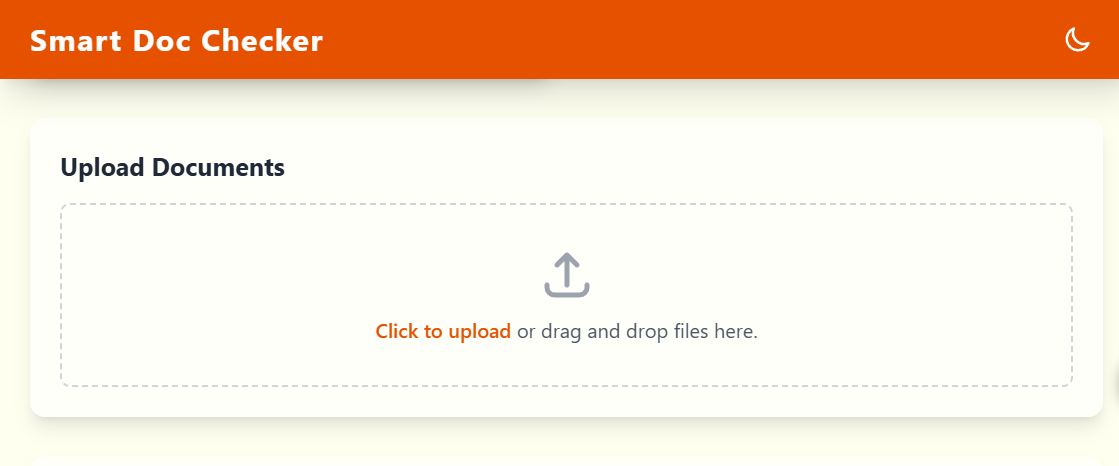 Smart Doc Checker
Upload Documents
Click to upload or drag and drop files here.